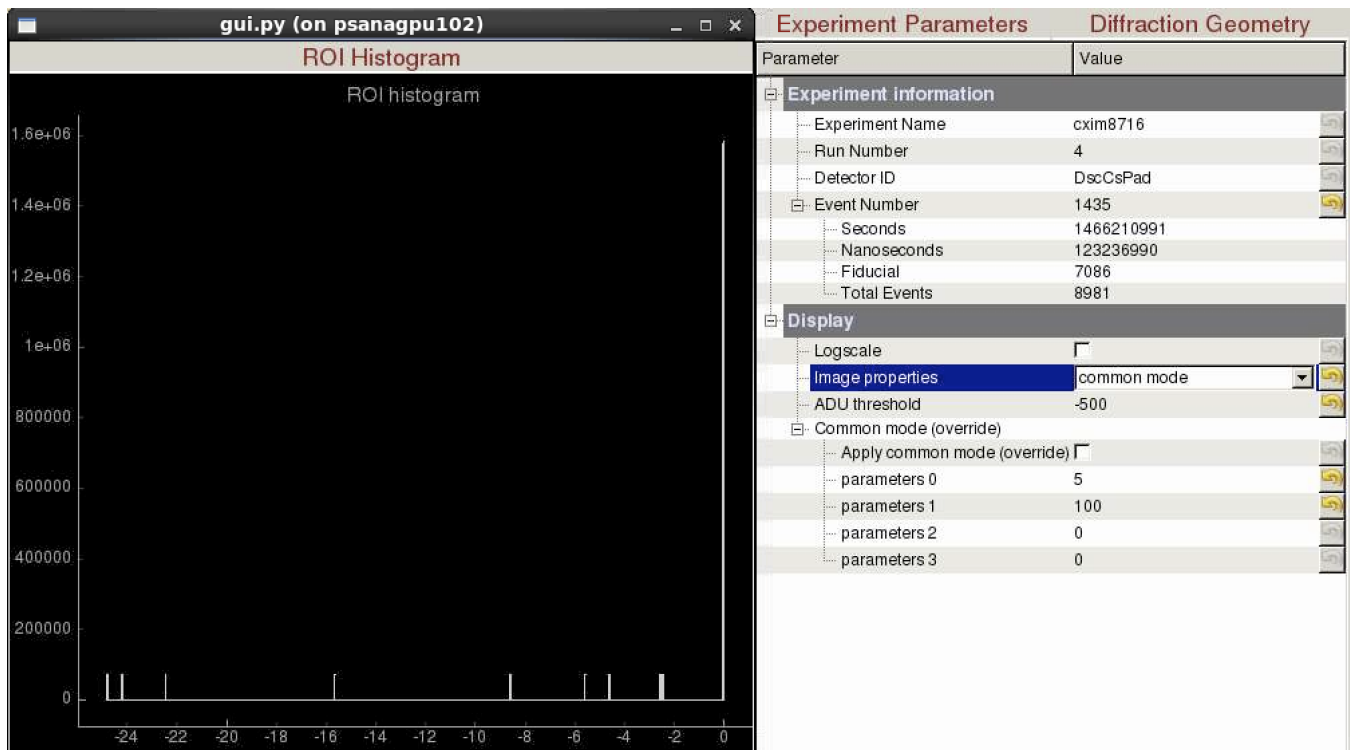 gui.py (on psanagpu102)
ROI Histogram
ROI histogram
1.6e+06
1.4e+06
1.2e+06
1e+06
800000
600000
400000
200000
0
-24 -22 -20 -18 -16 -14 -12 -10 -8 -6 -4 -2 0
Experiment Parameters Diffraction Geometry
Parameter Value
Experiment information
Experiment Name cxim8716
Run Number 4
Detector ID DscCsPad
Event Number 1435
Seconds 1466210991
Nanoseconds 123236990
Fiducial 7086
Total Events 8981
Display
Logscale
Image properties common mode
ADU threshold -500
Common mode (override)
Apply common mode (override)
parameters 0 5
parameters 1 100
parameters 2 0
parameters 3 0